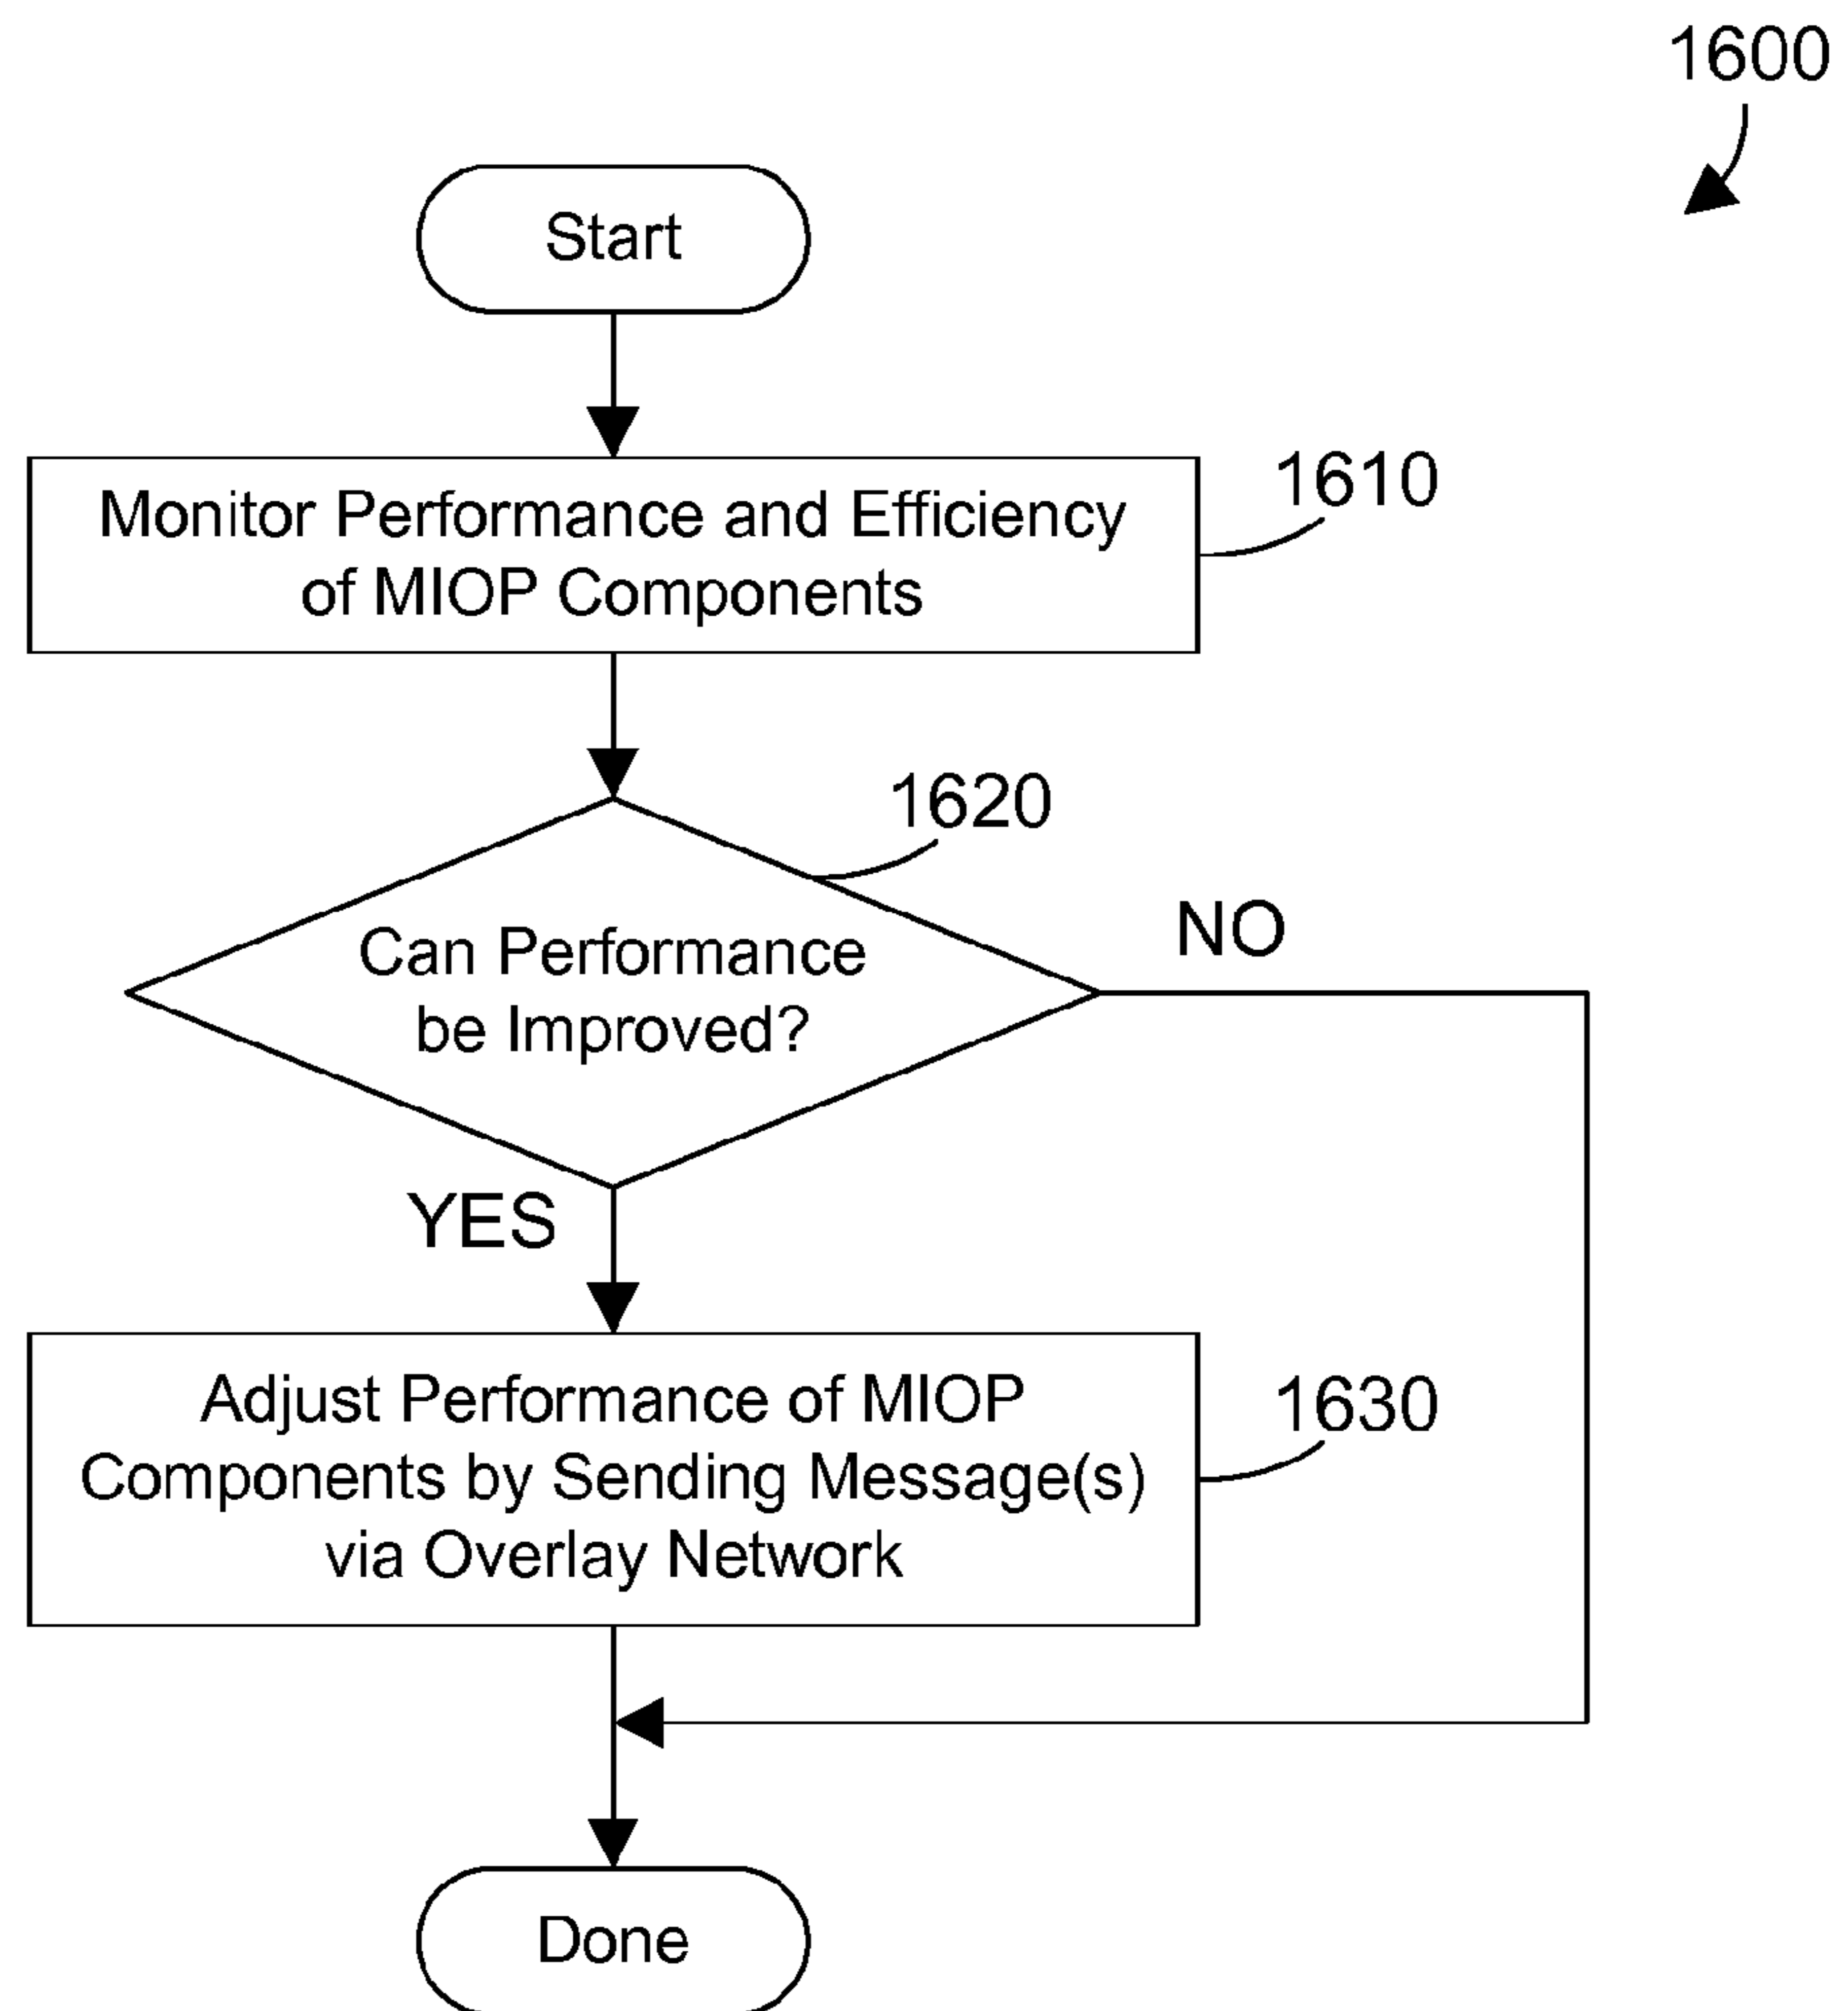 1600
Start
Monitor Performance and Efficiency
of MIOP Components
1610
1620
Can Performance
be Improved?
NO
YES
Adjust Performance of MIOP
Components by Sending Message(s)
via Overlay Network
1630
Done